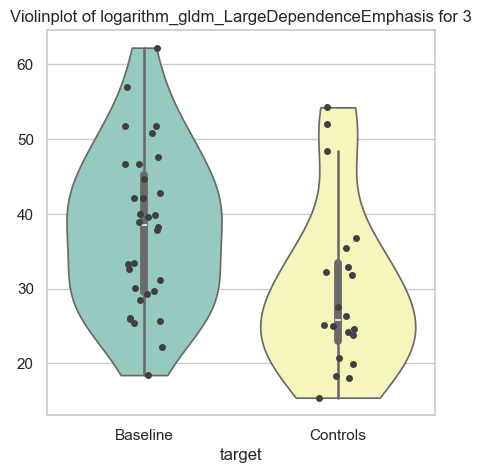 Violinplot of logarithm_gldm_LargeDependenceEmphasis for 3
60
50
40
30
20
Baseline
Controls
target